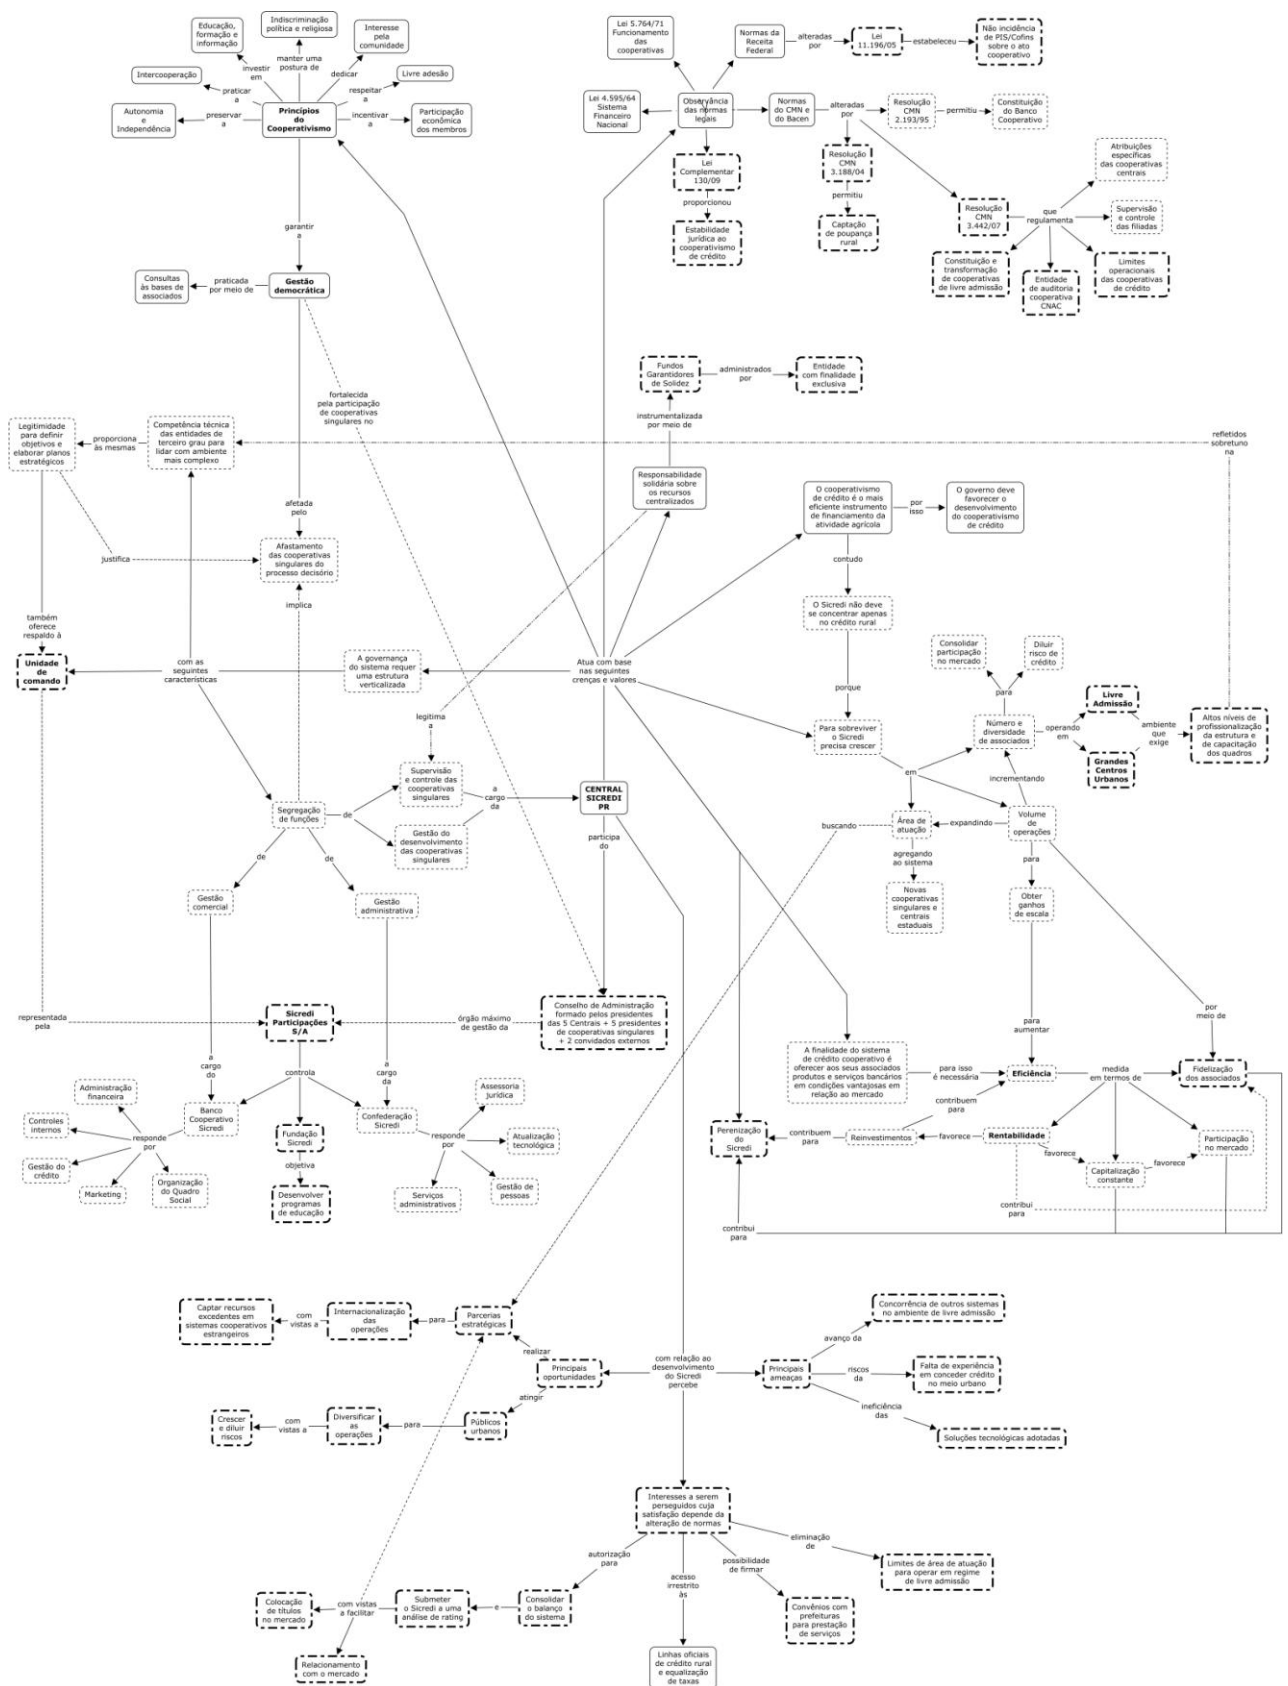 Educação,
formação e
informação
Indiscriminação
política e religiosa
Interesse
pela
comunidade
Intercooperação
investir
em
manter uma
postura de
dedicar
Livre adesão
praticar
a
respeitar
a
Autonomia
e
Independência
preservar
a
Princípios
do
Cooperativismo
incentivar
a
Participação
econômica
dos membros
garantir
a
Consultas
às bases de
associados
praticada
por meio de
Gestão
democrática
Lei 5.764/71
Funcionamento
das
cooperativas
Normas da
Receita
Federal
alteradas
por
Lei
11.196/05
estabeleceu
Não incidência
de PIS/Cofins
sobre o ato
cooperativo
Lei 4.595/64
Sistema
Financeiro
Nacional
Observância
das normas
legais
Normas
do CMN e
do Bacen
alteradas
por
Resolução
CMN
2.193/95
permitiu
Constituição
do Banco
Cooperativo
Lei
Complementar
130/09
proporcionou
Estabilidade
jurídica ao
cooperativismo
de crédito
Resolução
CMN
3.188/04
permitiu
Captação
de poupança
rural
Resolução
CMN
3.442/07
que
regulamenta
Atribuições
específicas
das cooperativas
centrais
Supervisão
e controle
das filiadas
Constituição e
transformação
de cooperativas
de livre admissão
Entidade
de auditoria
cooperativa
CNAC
Limites
operacionais
das cooperativas
de crédito
Fundos
Garantidores
de Solidez
administrados
por
Entidade
com finalidade
exclusiva
instrumentalizada
por meio de
Responsabilidade
solidária sobre
os recursos
centralizados
fortalecida
pela participação
de cooperativas
singulares no
Legitimidade
para definir
objetivos e
elaborar planos
estratégicos
proporciona
às mesmas
Competência técnica
das entidades de
terceiro grau para
lidar com ambiente
mais complexo
refletidos
sobretuno
na
O cooperativismo
de crédito é o mais
eficiente instrumento
de financiamento da
atividade agrícola
por
isso
O governo deve
favorecer o
desenvolvimento
do cooperativismo
de crédito
afetada
pelo
justifica
Afastamento
das cooperativas
singulares do
processo decisório
implica
contudo
O Sicredi não deve
se concentrar apenas
no crédito rural
porque
também
oferece
respaldo à
Unidade
de
comando
com as
seguintes
características
A governança
do sistema requer
uma estrutura
verticalizada
Atua com base
nas seguintes
crenças e valores
Consolidar
participação
no mercado
Diluir
risco de
crédito
para
Para sobreviver
o Sicredi
precisa crescer
Número e
diversidade
de associados
operando
em
Livre
Admissão
Grandes
Centros
Urbanos
ambiente
que
exige
Altos níveis de
profissionalização
da estrutura e
de capacitação
dos quadros
legitima
a
Supervisão
e controle das
cooperativas
singulares
a
cargo
da
CENTRAL
SICREDI
PR
em
incrementando
Segregação
de funções
de
Gestão do
desenvolvimento
das cooperativas
singulares
participa
do
buscando
Área de
atuação
expandindo
Volume
de
operações
agregando
ao sistema
para
Novas
cooperativas
singulares e
centrais
estaduais
Obter
ganhos
de escala
de
de
Gestão
comercial
Gestão
administrativa
representada
pela
Sicredi
Participações
S/A
órgão máximo
de gestão da
Conselho de Administração
formado pelos presidentes
das 5 Centrais + 5 presidentes
de cooperativas singulares
+ 2 convidados externos
a
cargo
do
controla
a
cargo
da
para
aumentar
por
meio de
A finalidade do sistema
de crédito cooperativo é
oferecer aos seus associados
produtos e serviços bancários
em condições vantajosas em
relação ao mercado
para isso
é necessária
Eficiência
medida
em termos de
Fidelização
dos associados
contribuem
para
Perenização
do
Sicredi
contribuem
para
Reinvestimentos
favorece
Rentabilidade
favorece
Capitalização
constante
favorece
Participação
no mercado
contribui
para
contribui
para
Administração
financeira
Controles
internos
Gestão do
crédito
Marketing
responde
por
Banco
Cooperativo
Sicredi
Organização
do Quadro
Social
Fundação
Sicredi
objetiva
Desenvolver
programas
de educação
Confederação
Sicredi
responde
por
Assessoria
jurídica
Atualização
tecnológica
Gestão de
pessoas
Serviços
administrativos
Captar recursos
excedentes em
sistemas cooperativos
estrangeiros
com
vistas a
Internacionalização
das
operações
para
Parcerias
estratégicas
realizar
Principais
oportunidades
atingir
Públicos
urbanos
para
Diversificar
as
operações
com
vistas a
Crescer
e diluir
riscos
com relação ao
desenvolvimento
do Sicredi
percebe
Principais
ameaças
avanço da
Concorrência de outros sistemas
no ambiente de livre admissão
riscos
da
Falta de experiência
em conceder crédito
no meio urbano
ineficiência
das
Soluções tecnológicas adotadas
Interesses a serem
perseguidos cuja
satisfação depende da
alteração de normas
autorização
para
acesso
irrestrito
às
possibilidade
de firmar
eliminação
de
Limites de área de atuação
para operar em regime
de livre admissão
Colocação
de títulos
no mercado
com vistas
a facilitar
Submeter
o Sicredi a uma
análise de rating
e
Consolidar
o balanço
do sistema
Convênios com
prefeituras
para prestação
de serviços
Relacionamento
com o mercado
Linhas oficiais
de crédito rural
e equalização
de taxas